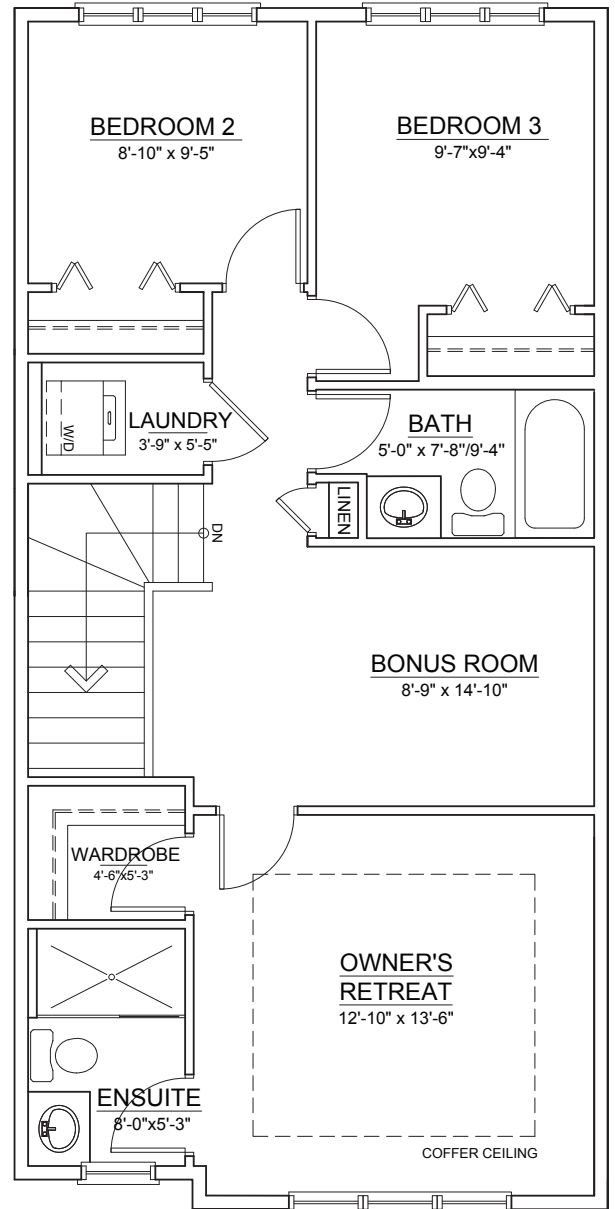 BEDROOM 2
8'-10" x 9'-5"
BEDROOM 3
9'-7"x9'-4"
LAUNDRY
3'-9" x 5'-5"
W/D
BATH
5'-0" x 7'-8"/9'-4"
LINEN
DN
BONUS ROOM
8'-9" x 14'-10"
WARDROBE
4'-6"x5'-3"
OWNER'S
RETREAT
12'-10" x 13'-6"
ENSUITE
8'-0"x5'-3"
COFFER CEILING